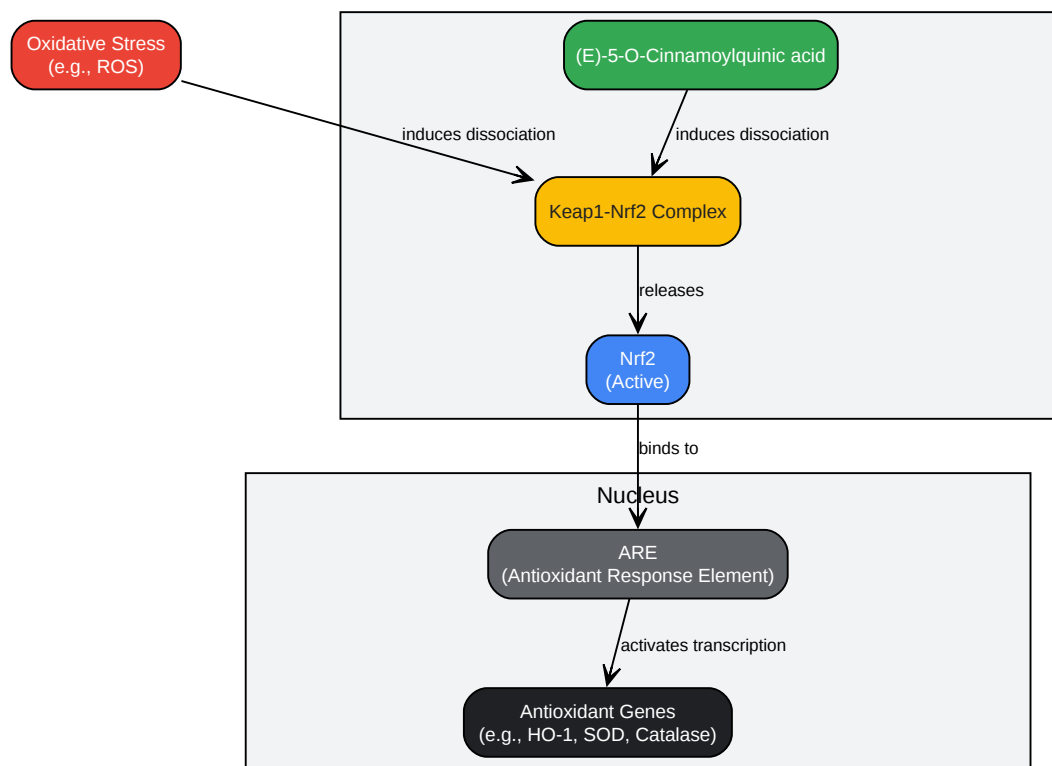 Oxidative Stress
(e.g., ROS)
(E)-5-O-Cinnamoylquinic acid
induces dissociation
induces dissociation
Keap1-Nrf2 Complex
releases
Nrf2
(Active)
binds to
Nucleus
ARE
(Antioxidant Response Element)
activates transcription
Antioxidant Genes
(e.g., HO-1, SOD, Catalase)